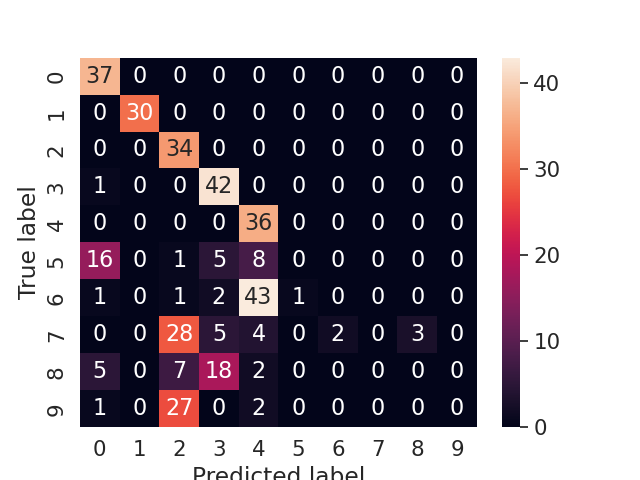 0 37 0 0 0 0 0 0 0 0 0
1 0 30 0 0 0 0 0 0 0 0
2 0 0 34 0 0 0 0 0 0 0
3 1 0 0 42 0 0 0 0 0 0
4 0 0 0 0 36 0 0 0 0 0
5 16 0 1 5 8 0 0 0 0 0
6 1 0 1 2 43 1 0 0 0 0
7 0 0 28 5 4 0 2 0 3 0
8 5 0 7 18 2 0 0 0 0 0
9 1 0 27 0 2 0 0 0 0 0
0 1 2 3 4 5 6 7 8 9
Predicted label
True label
40
30
20
10
0